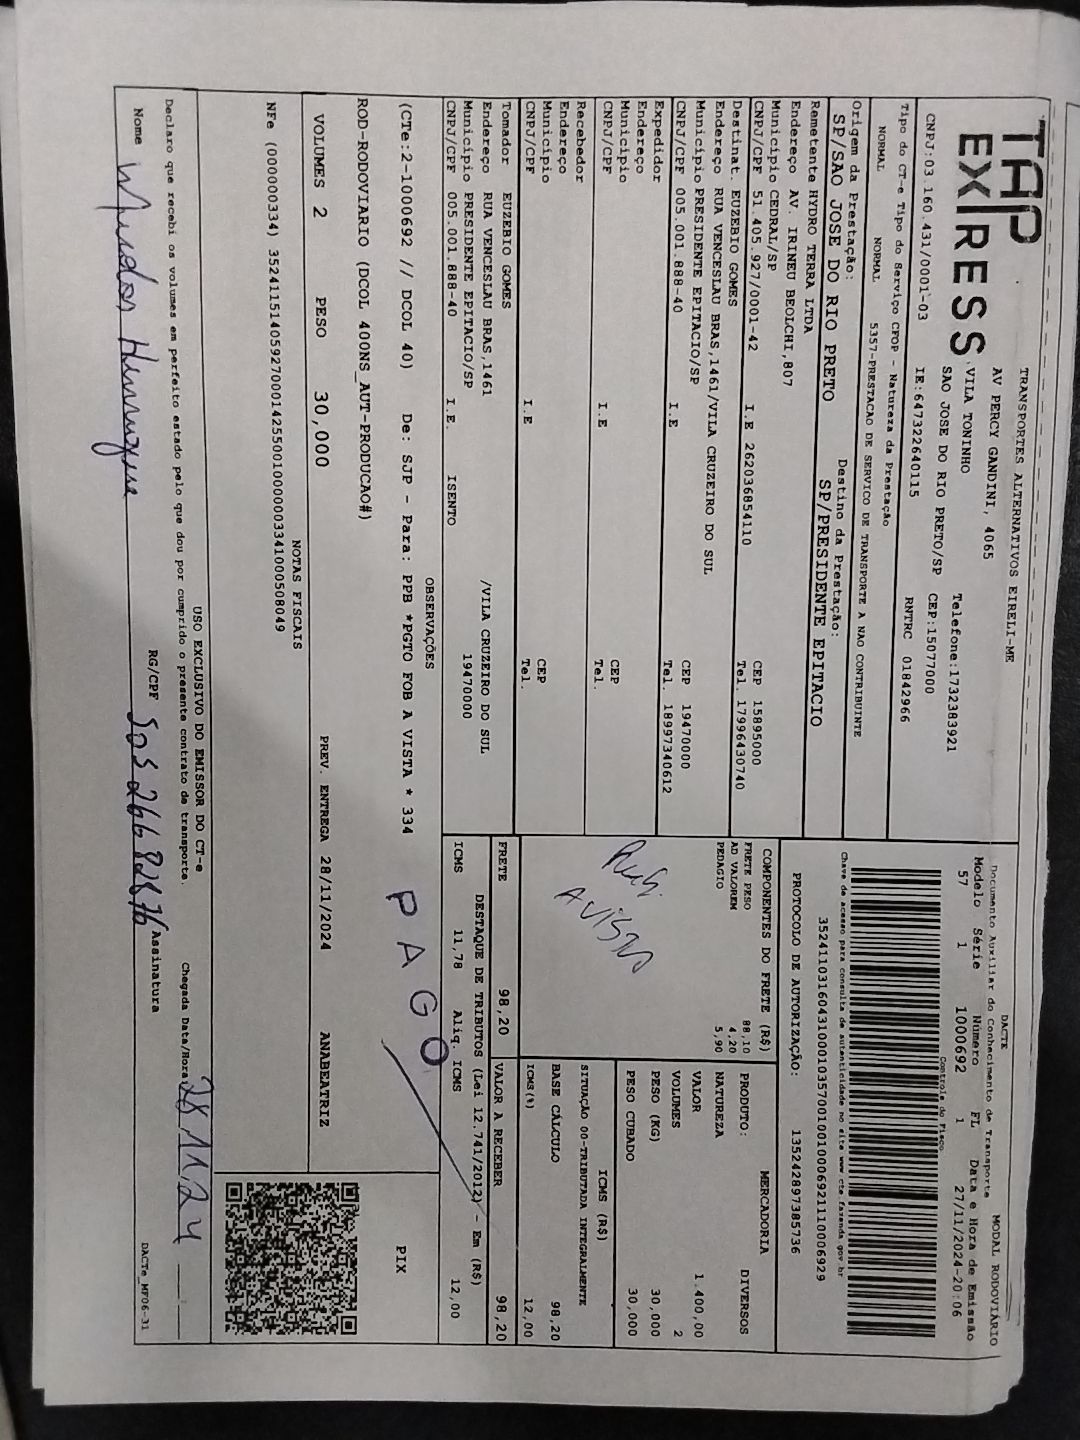 TAP EXPRESS
TRANSPORTES ALTERNATIVOS EIRELI-ME
AV PERCY GANDINI, 4065
VILA TONINHO
SAO JOSE DO RIO PRETO/SP
Telefone:1732383921
CEP:15077000
CNPJ:03.160.431/0001-03
IE:647322640115
RNTRC 01842966
Tipo do CT-e Tipo do Serviço CFOP - Natureza da Prestação
NORMAL NORMAL 5357-PRESTACAO DE SERVICO DE TRANSPORTE A NAO CONTRIBUINTE
Origem da Prestação: Destino da Prestação:
SP/SAO JOSE DO RIO PRETO SP/PRESIDENTE EPITACIO
Remetente HYDRO TERRA LTDA
Endereço AV. IRINEU BEOLCHI,807
Município CEDRAL/SP CEP 15895000
CNPJ/CPF 51.405.927/0001-42 I.E 262036854110 Tel. 17996430740
Destinat. EUZEBIO GOMES
Endereço RUA VENCESLAU BRAS,1461/VILA CRUZEIRO DO SUL
Município PRESIDENTE EPITACIO/SP CEP 19470000
CNPJ/CPF 005.001.888-40 I.E Tel. 18997340612
Expedidor
Endereço
Município CEP
CNPJ/CPF I.E Tel.
Recebedor
Endereço
Município CEP
CNPJ/CPF I.E Tel.
Tomador EUZEBIO GOMES
Endereço RUA VENCESLAU BRAS,1461 /VILA CRUZEIRO DO SUL
Município PRESIDENTE EPITACIO/SP 19470000
CNPJ/CPF 005.001.888-40 I.E. ISENTO
DACTE
Documento Auxiliar do Conhecimento de Transporte
MODAL RODOVIÁRIO
Modelo Série Número FL Data e Hora de Emissão
57 1 1000692 1 27/11/2024-20:06
Controle do Fisco
Chave de acesso para consulta de autenticidade no site www.cte.fazenda.gov.br
35241103160431000103570010010006921110006929
PROTOCOLO DE AUTORIZAÇÃO: 135242897385736
COMPONENTES DO FRETE (R$)
FRETE PESO 88,10
AD VALOREM 4,20
PEDAGIO 5,90
AVISTA
MERCADORIA
PRODUTO: DIVERSOS
NATUREZA
VALOR 1.400,00
VOLUMES 2
PESO (KG) 30,000
PESO CUBADO 30,000
ICMS (R$)
SITUAÇÃO 00-TRIBUTADA INTEGRALMENTE
BASE CÁLCULO 98,20
ICMS(%) 12,00
FRETE 98,20 VALOR A RECEBER 98,20
DESTAQUE DE TRIBUTOS (Lei 12.741/2012) - Em (R$)
ICMS 11,78 Aliq. ICMS 12,00
OBSERVAÇÕES
(CTe:2-1000692 // DCOL 40) De: SJP - Para: PPB *PGTO FOB A VISTA * 334
ROD-RODOVIARIO (DCOL 400NS_AUT-PRODUCAO#)
PAGO
PIX
VOLUMES 2 PESO 30,000 PREV. ENTREGA 28/11/2024 ANABEATRIZ
NOTAS FISCAIS
NFe (000000334) 35241151405927000142550010000003341000508049
USO EXCLUSIVO DO EMISSOR DO CT-e
Declaro que recebi os volumes em perfeito estado pelo que dou por cumprido o presente contrato de transporte. Chegada Data/Hora 28 11 24
Nome RG/CPF Assinatura
DACTe_MF06-31